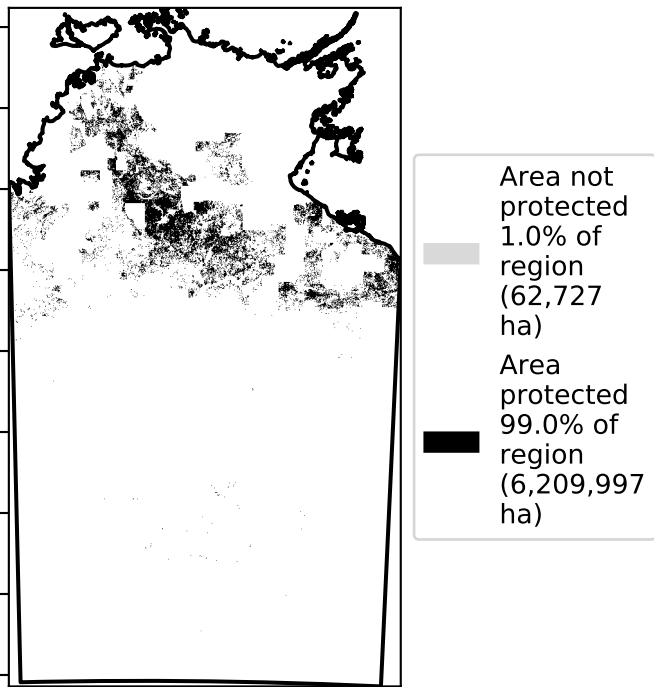 Area not
protected
1.0% of
region
(62,727
ha)
Area
protected
99.0% of
region
(6,209,997
ha)